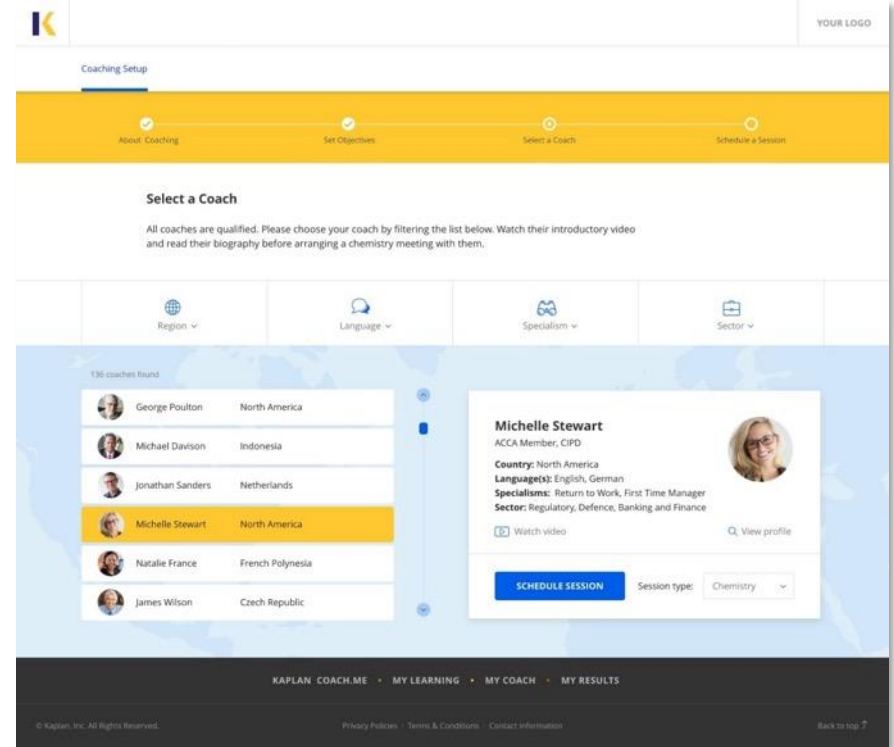 K
YOUR LOGO
Coaching Setup
About Coaching
Set Objectives
Select a Coach
Schedule a Session
Select a Coach
All coaches are qualified. Please choose your coach by filtering the list below. Watch their introductory video
and read their biography before arranging a chemistry meeting with them.
Region
Language
Specialism
Sector
136 coaches found
George Poulton North America
Michael Davison Indonesia
Jonathan Sanders Netherlands
Michelle Stewart North America
Natalie France French Polynesia
James Wilson Czech Republic
Michelle Stewart
ACCA Member, CIPD
Country: North America
Language(s): English, German
Specialisms: Return to Work, First Time Manager
Sector: Regulatory, Defence, Banking and Finance
Watch video
View profile
SCHEDULE SESSION
Session type:
Chemistry
KAPLAN COACH.ME • MY LEARNING • MY COACH • MY RESULTS
© Kaplan, Inc. All Rights Reserved.
Privacy Policies · Terms & Conditions · Contact Information
Back to top